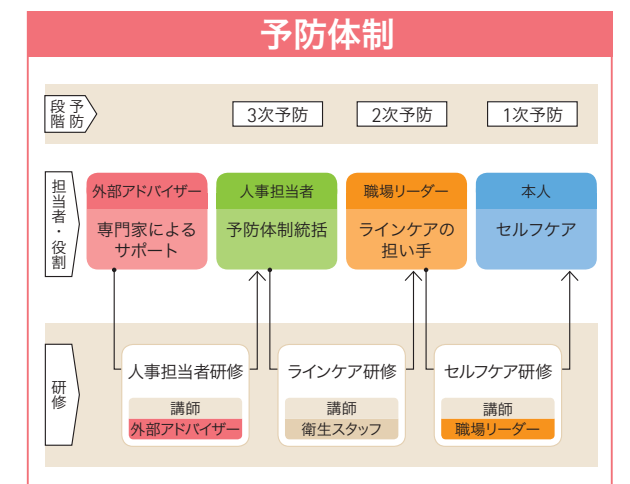 予防体制
予防
段階
3次予防
2次予防
1次予防
担当者・役割
外部アドバイザー
専門家による
サポート
人事担当者
予防体制統括
職場リーダー
ラインケアの
担い手
本人
セルフケア
研修
人事担当者研修
講師
外部アドバイザー
ラインケア研修
講師
衛生スタッフ
セルフケア研修
講師
職場リーダー